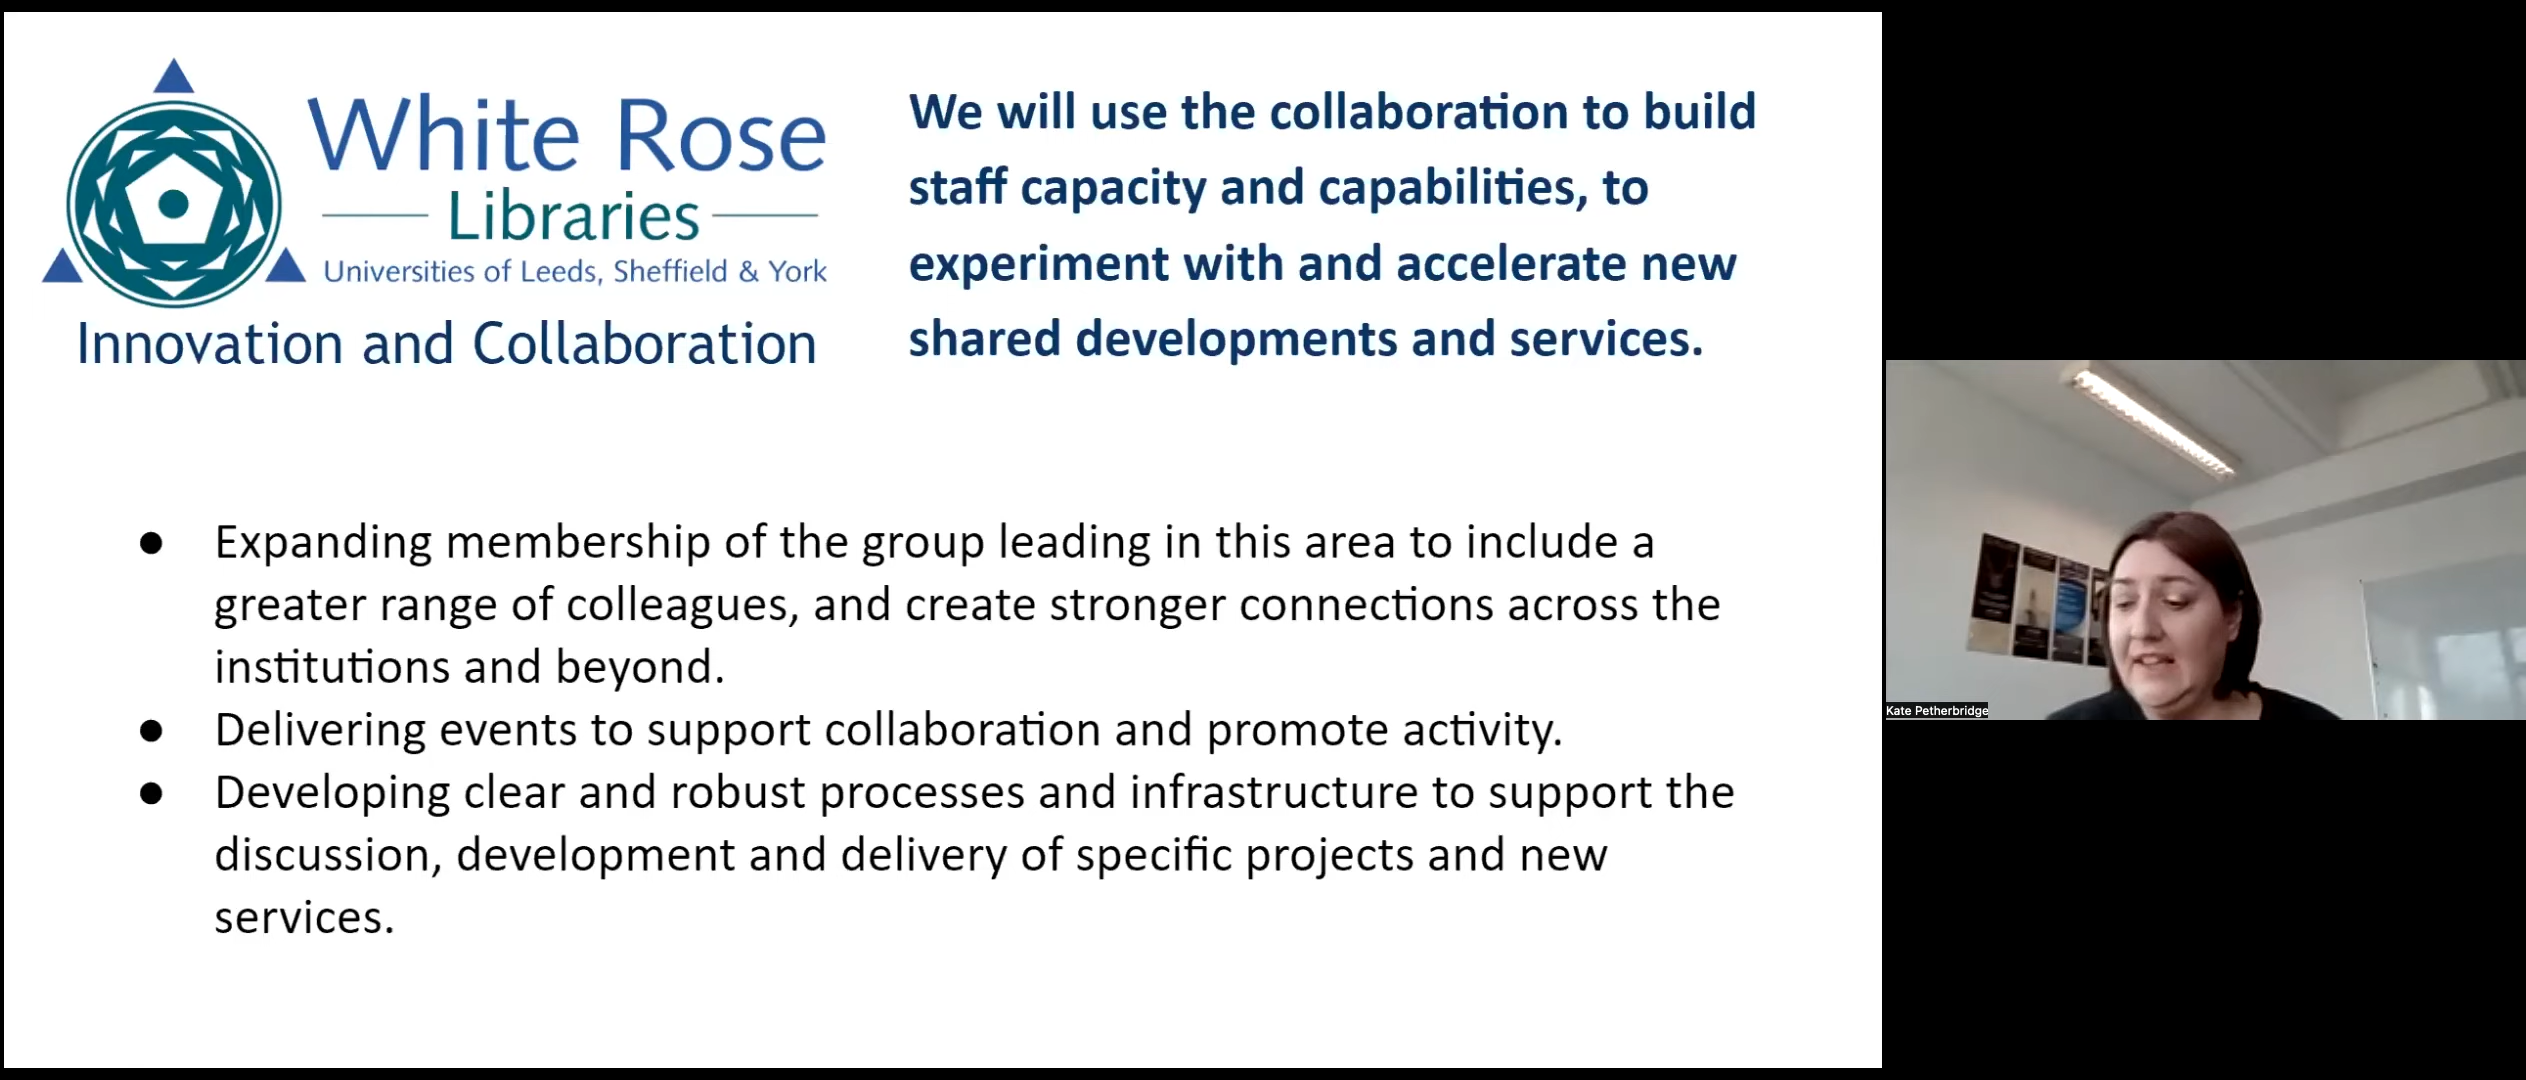 White Rose
Libraries
Universities of Leeds, Sheffield & York
Innovation and Collaboration
We will use the collaboration to build
staff capacity and capabilities, to
experiment with and accelerate new
shared developments and services.
● Expanding membership of the group leading in this area to include a
greater range of colleagues, and create stronger connections across the
institutions and beyond.
● Delivering events to support collaboration and promote activity.
● Developing clear and robust processes and infrastructure to support the
discussion, development and delivery of specific projects and new
services.
Kate Petherbridge